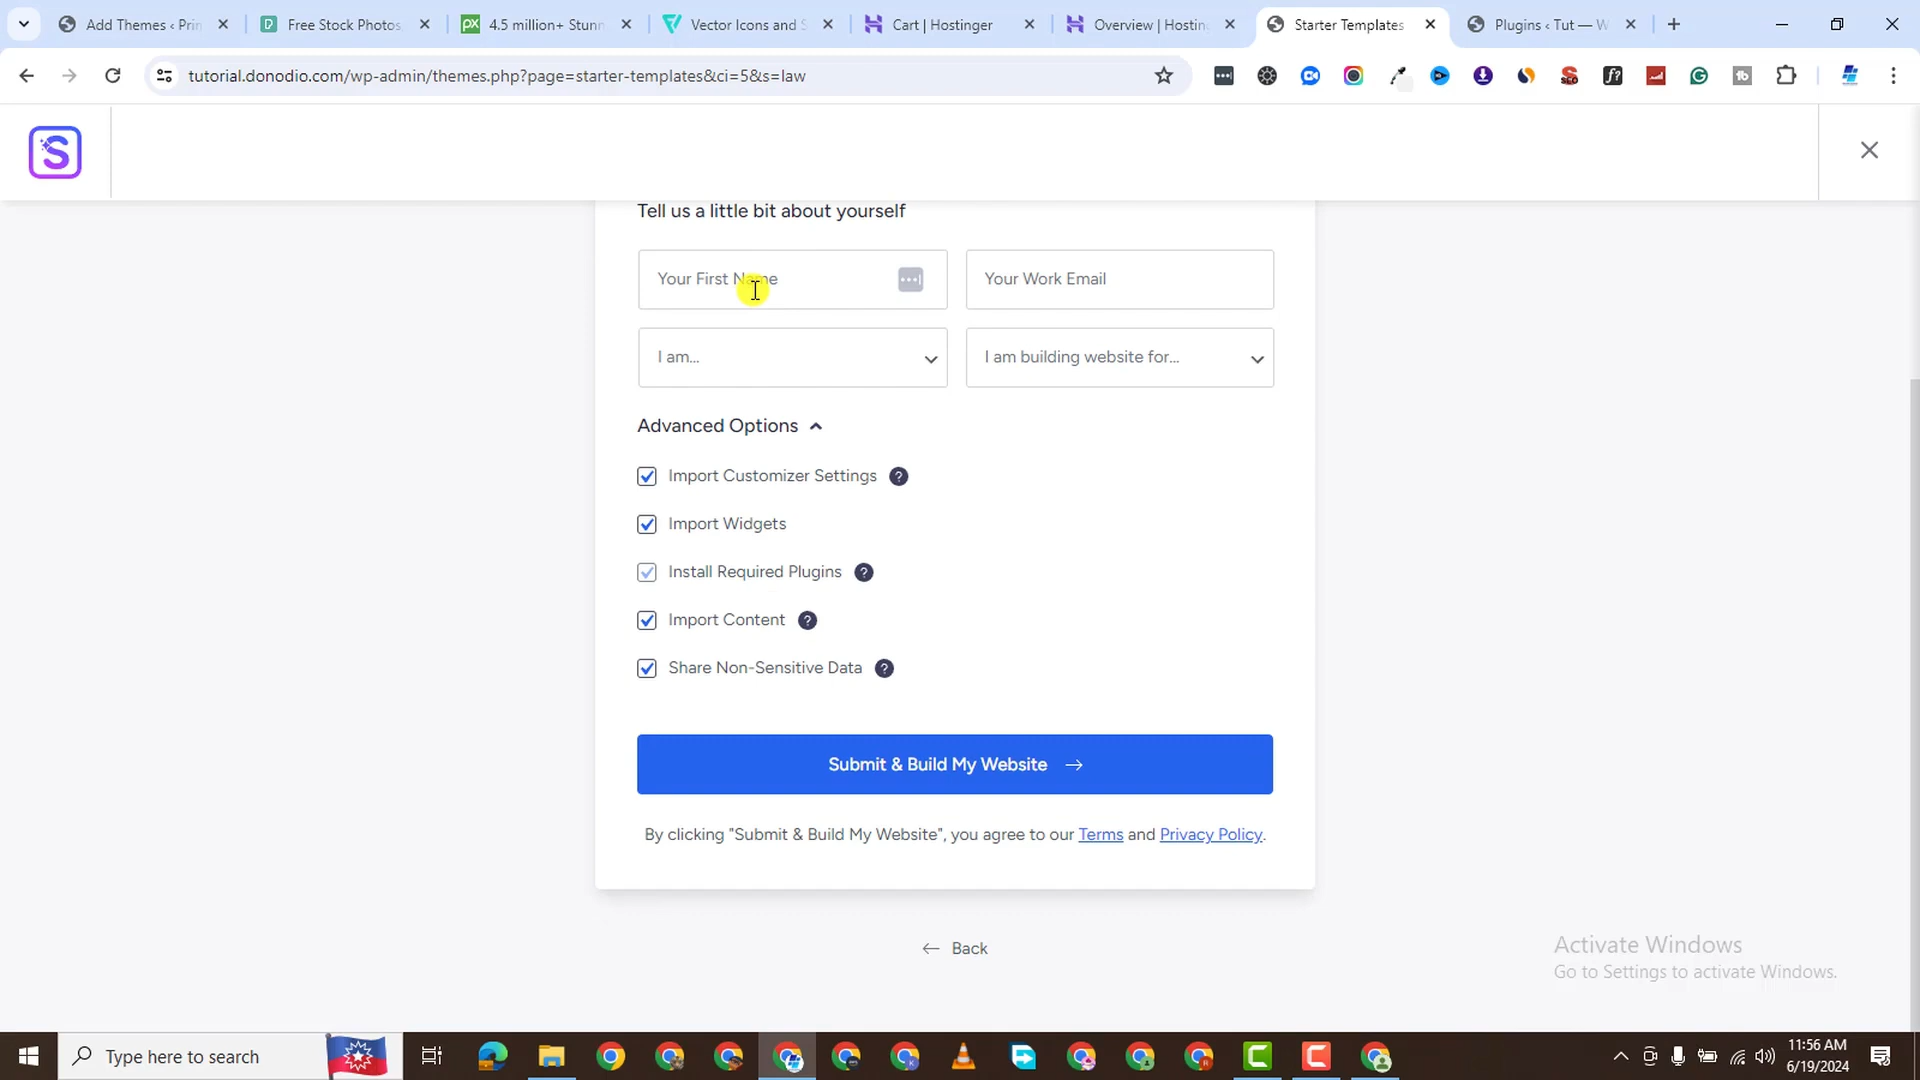 Add Themes ‹ Prin
Free Stock Photos,
4.5 million+ Stunn
Vector Icons and S
Cart | Hostinger
Overview | Hostin
Starter Templates
Plugins ‹ Tut — W
tutorial.donodio.com/wp-admin/themes.php?page=starter-templates&ci=5&s=law
Tell us a little bit about yourself
Your First Name
Your Work Email
I am...
I am building website for...
Advanced Options
Import Customizer Settings ?
Import Widgets
Install Required Plugins ?
Import Content ?
Share Non-Sensitive Data ?
Submit & Build My Website →
By clicking "Submit & Build My Website", you agree to our Terms and Privacy Policy.
← Back
Activate Windows
Go to Settings to activate Windows.
Type here to search
11:56 AM
6/19/2024